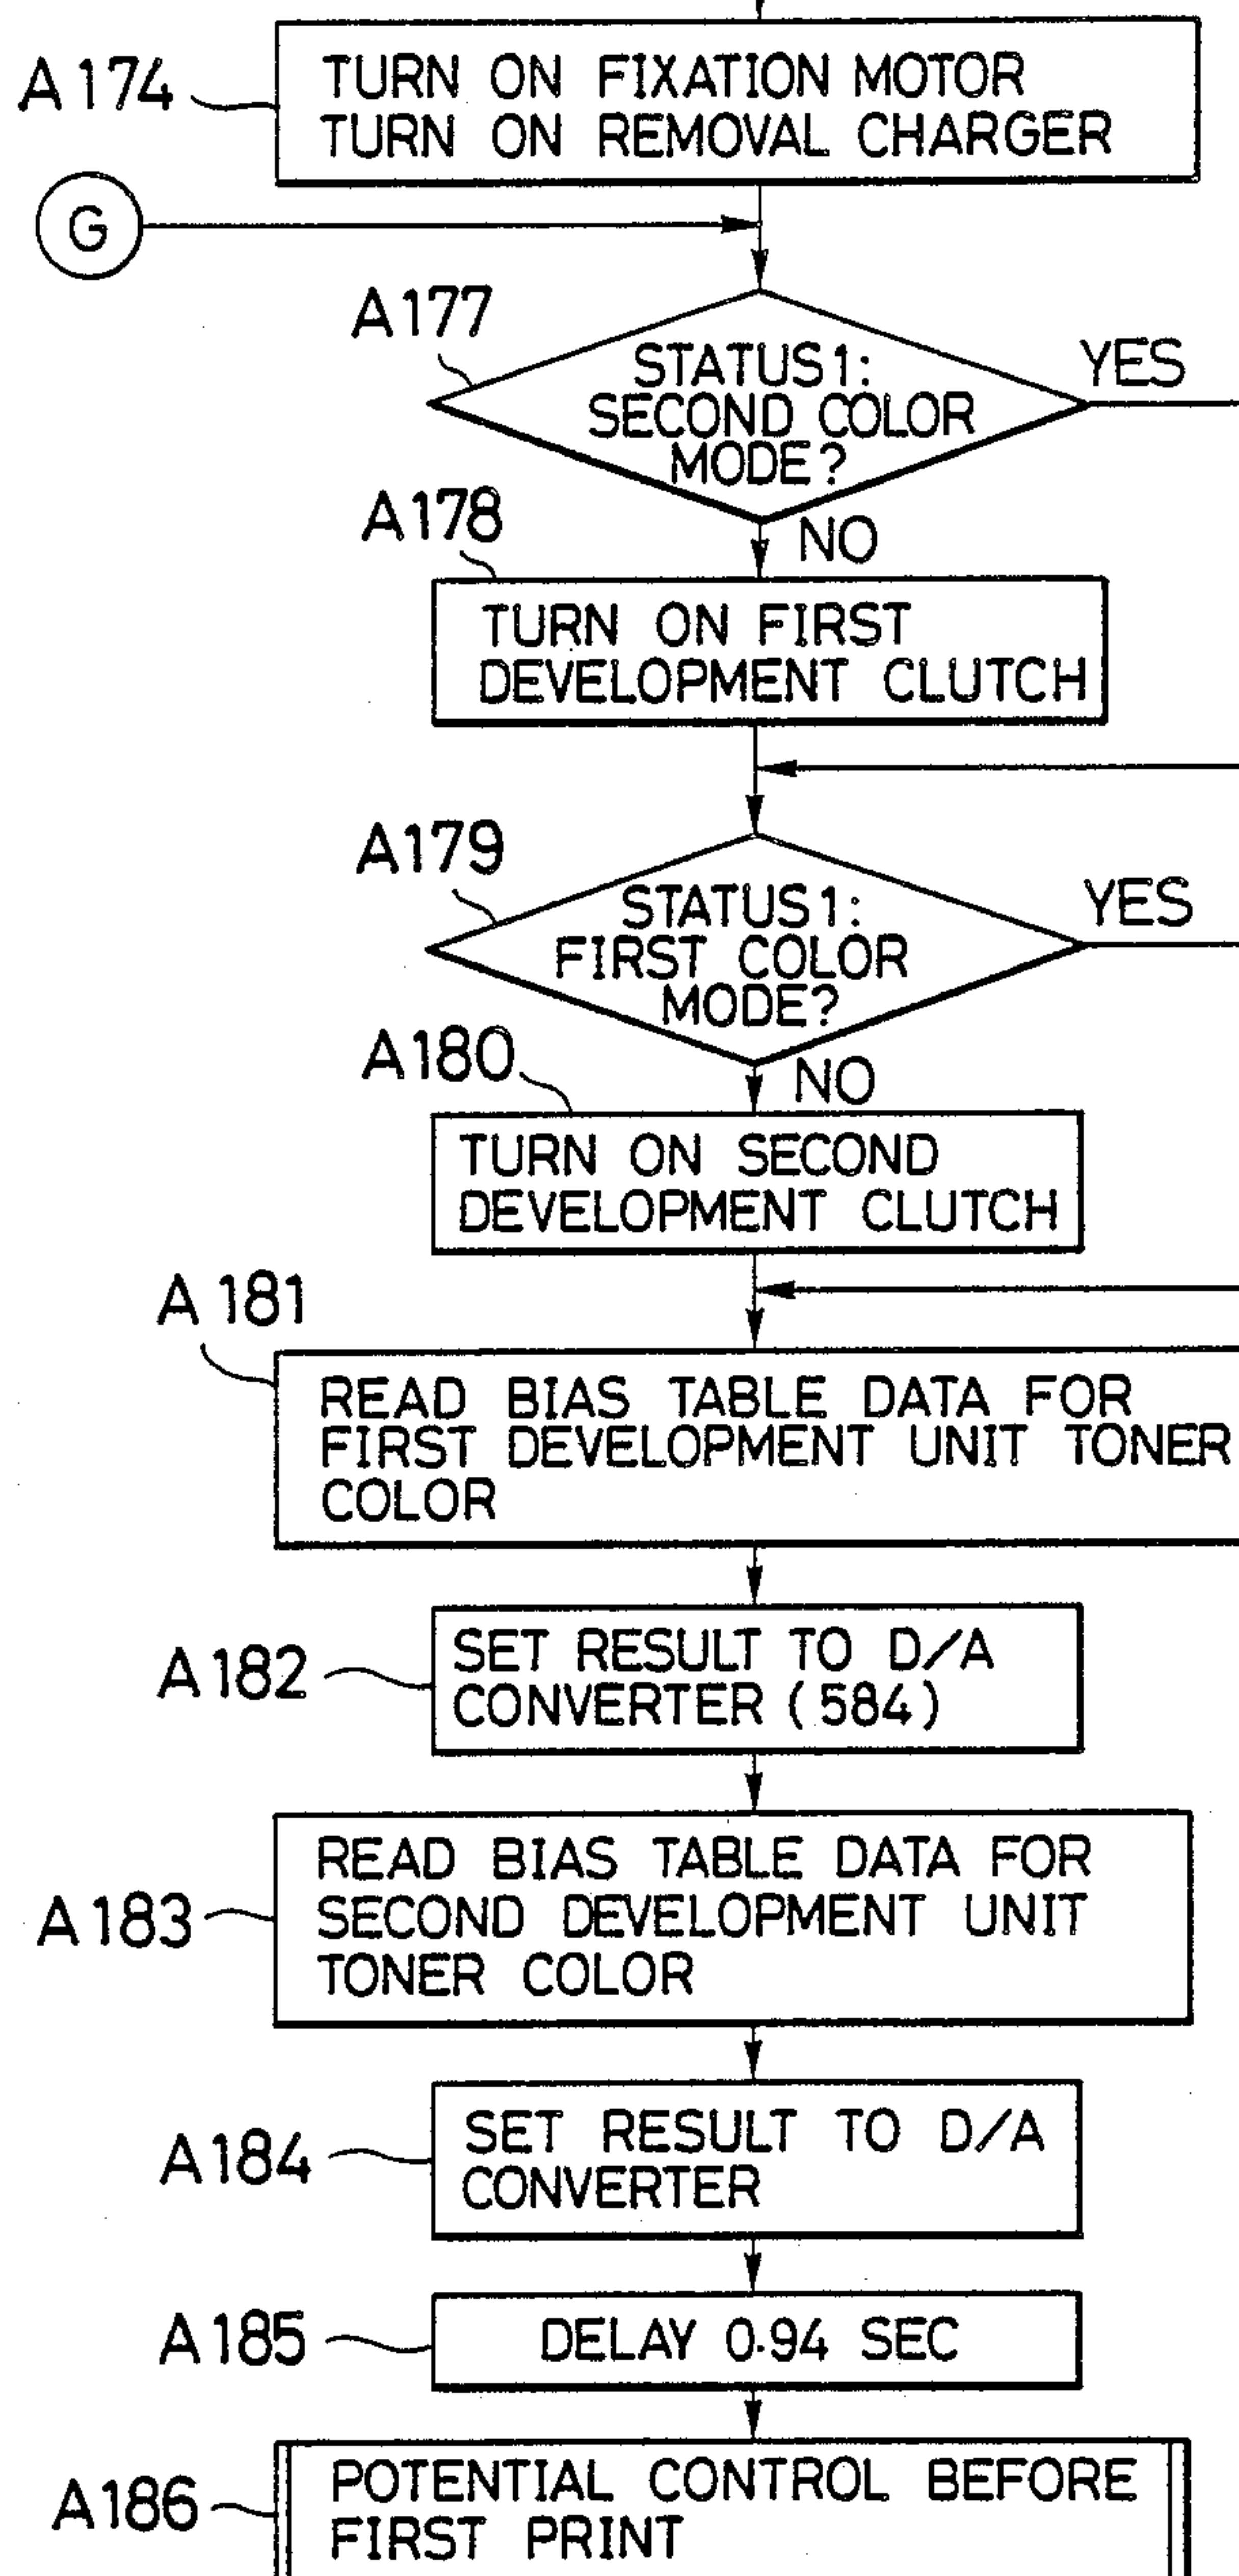 A174
TURN ON FIXATION MOTOR
TURN ON REMOVAL CHARGER
G
A177
STATUS1:
SECOND COLOR
MODE?
YES
NO
A178
TURN ON FIRST
DEVELOPMENT CLUTCH
A179
STATUS1:
FIRST COLOR
MODE?
YES
NO
A180
TURN ON SECOND
DEVELOPMENT CLUTCH
A181
READ BIAS TABLE DATA FOR
FIRST DEVELOPMENT UNIT TONER
COLOR
A182
SET RESULT TO D/A
CONVERTER (584)
A183
READ BIAS TABLE DATA FOR
SECOND DEVELOPMENT UNIT
TONER COLOR
A184
SET RESULT TO D/A
CONVERTER
A185
DELAY 0.94 SEC
A186
POTENTIAL CONTROL BEFORE
FIRST PRINT